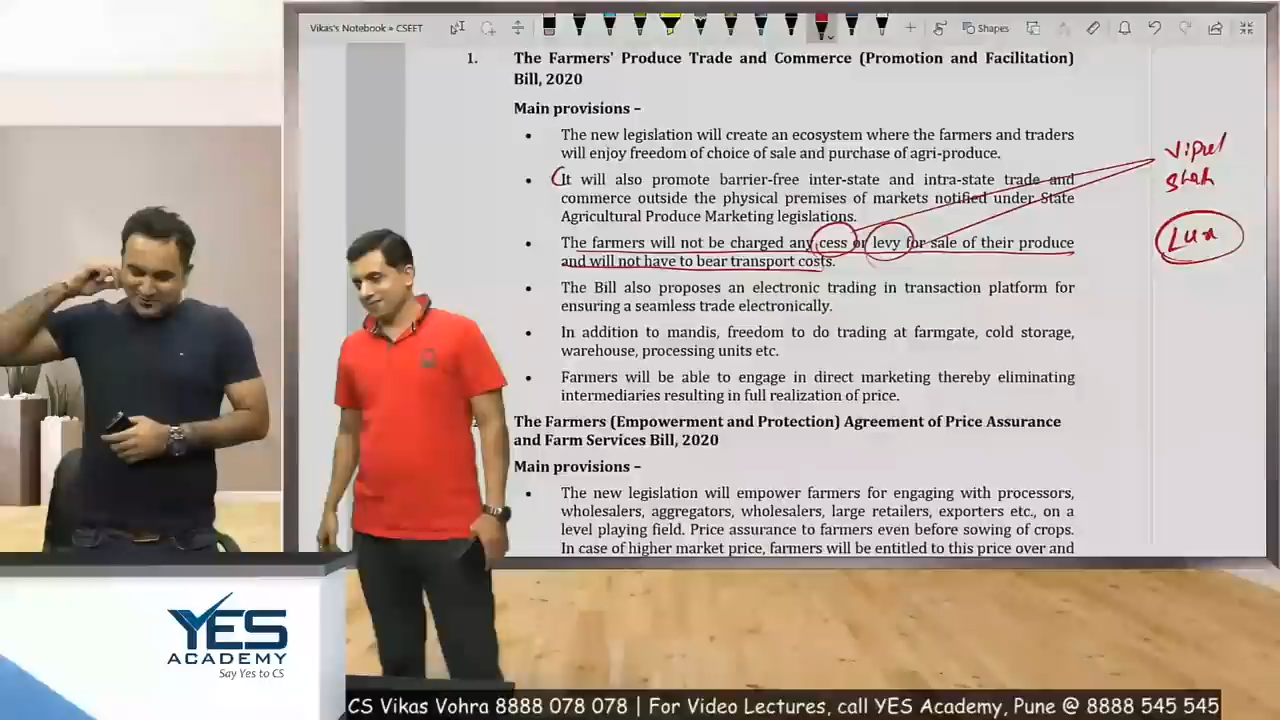 Vikas's Notebook » CSEET
Shapes
1. The Farmers' Produce Trade and Commerce (Promotion and Facilitation)
Bill, 2020
Main provisions –
• The new legislation will create an ecosystem where the farmers and traders
will enjoy freedom of choice of sale and purchase of agri-produce.
• It will also promote barrier-free inter-state and intra-state trade and
commerce outside the physical premises of markets notified under State
Agricultural Produce Marketing legislations.
• The farmers will not be charged any cess or levy for sale of their produce
and will not have to bear transport costs.
• The Bill also proposes an electronic trading in transaction platform for
ensuring a seamless trade electronically.
• In addition to mandis, freedom to do trading at farmgate, cold storage,
warehouse, processing units etc.
• Farmers will be able to engage in direct marketing thereby eliminating
intermediaries resulting in full realization of price.
The Farmers (Empowerment and Protection) Agreement of Price Assurance
and Farm Services Bill, 2020
Main provisions –
• The new legislation will empower farmers for engaging with processors,
wholesalers, aggregators, wholesalers, large retailers, exporters etc., on a
level playing field. Price assurance to farmers even before sowing of crops.
In case of higher market price, farmers will be entitled to this price over and
Vipul
Shah
Lux
YES
ACADEMY
Say Yes to CS
CS Vikas Vohra 8888 078 078 | For Video Lectures, call YES Academy, Pune @ 8888 545 545